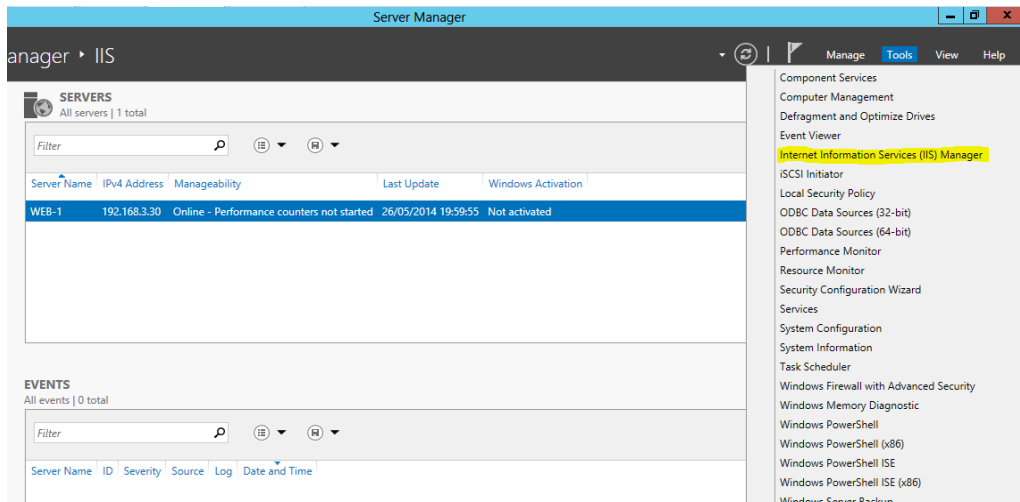 Server Manager
anager ▸ IIS
Manage Tools View Help
SERVERS
All servers | 1 total
Filter
Server Name IPv4 Address Manageability Last Update Windows Activation
WEB-1 192.168.3.30 Online - Performance counters not started 26/05/2014 19:59:55 Not activated
EVENTS
All events | 0 total
Filter
Server Name ID Severity Source Log Date and Time
Component Services
Computer Management
Defragment and Optimize Drives
Event Viewer
Internet Information Services (IIS) Manager
iSCSI Initiator
Local Security Policy
ODBC Data Sources (32-bit)
ODBC Data Sources (64-bit)
Performance Monitor
Resource Monitor
Security Configuration Wizard
Services
System Configuration
System Information
Task Scheduler
Windows Firewall with Advanced Security
Windows Memory Diagnostic
Windows PowerShell
Windows PowerShell (x86)
Windows PowerShell ISE
Windows PowerShell ISE (x86)
Windows Server Backup